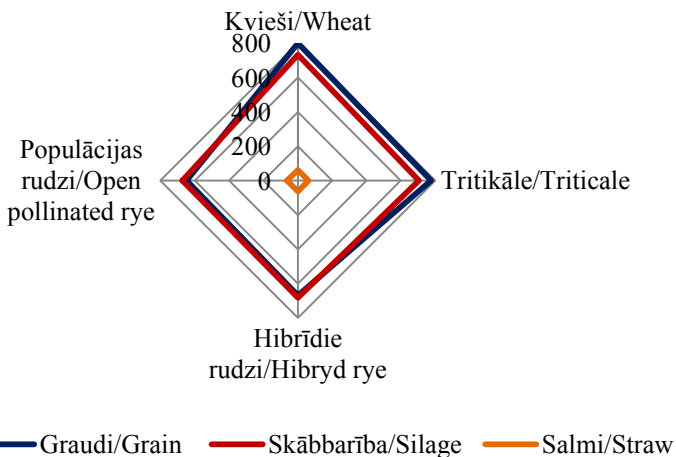 Kvieši/Wheat
800
600
400
200
0
Populācijas
rudzi/Open
pollinated rye
Tritikāle/Triticale
Hibrīdie
rudzi/Hibryd rye
Graudi/Grain Skābbarība/Silage Salmi/Straw